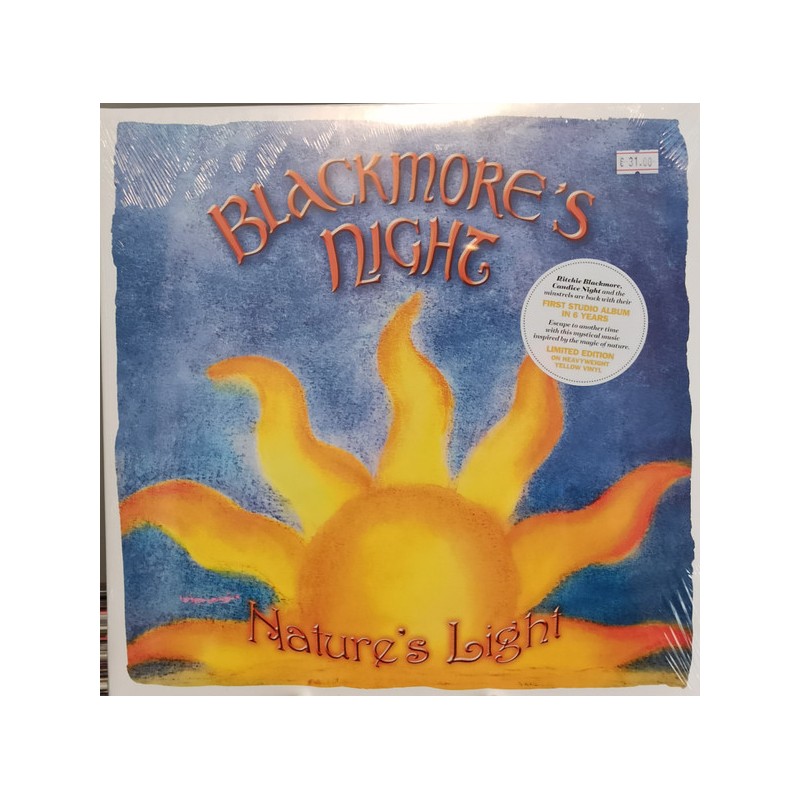 BLACKMORE'S
NIGHT
£ 31.00
Ritchie Blackmore,
Candice Night and the
minstrels are back with their
FIRST STUDIO ALBUM
IN 6 YEARS
Escape to another time
with this mystical music
inspired by the magic of nature.
LIMITED EDITION
ON HEAVYWEIGHT
YELLOW VINYL
Nature's Light